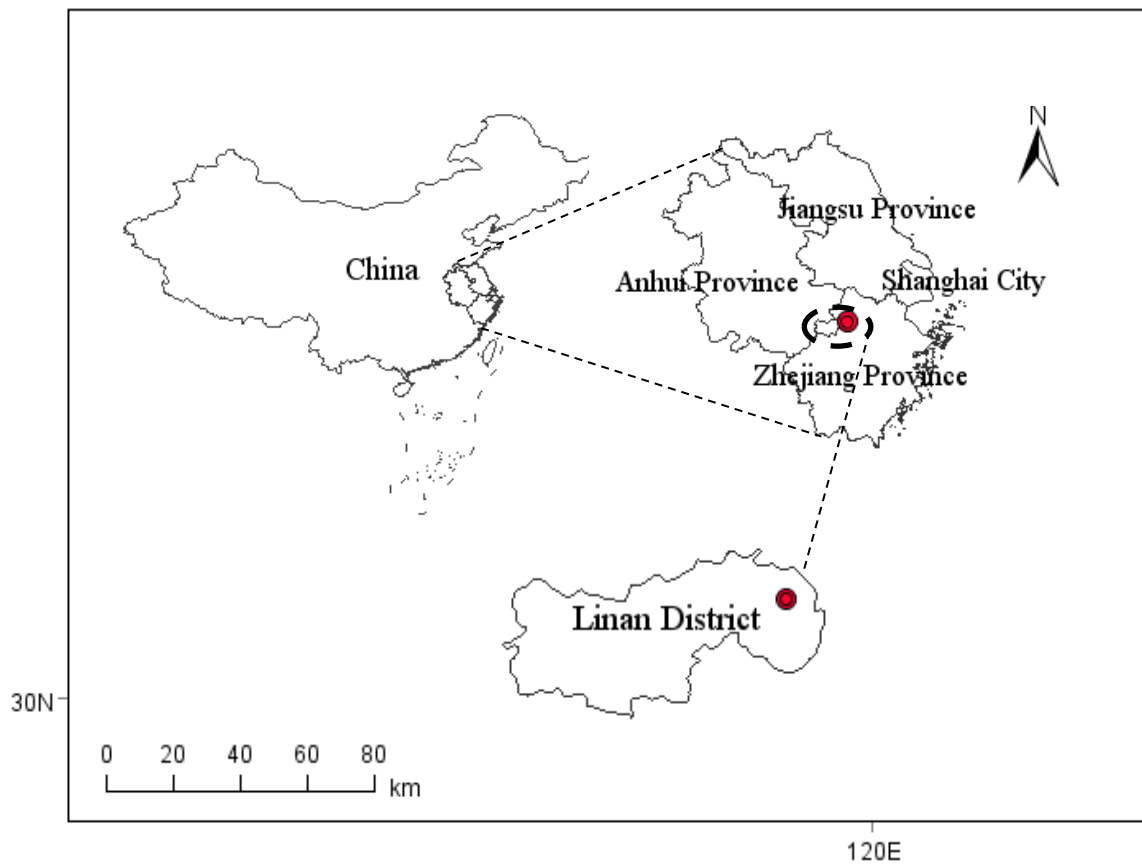 N
Jiangsu Province
China
Anhui Province
Shanghai City
Zhejiang Province
Linan District
30N
0 20 40 60 80
km
120E